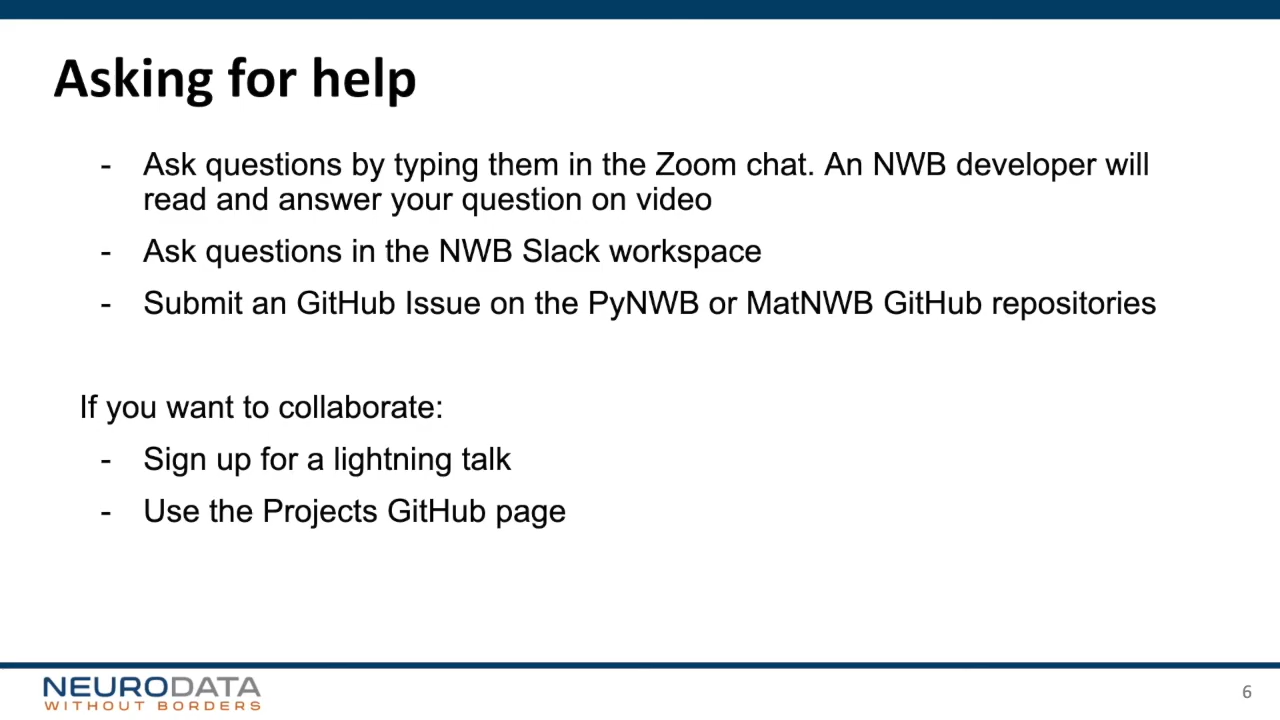 Asking for help
- Ask questions by typing them in the Zoom chat. An NWB developer will
read and answer your question on video
- Ask questions in the NWB Slack workspace
- Submit an GitHub Issue on the PyNWB or MatNWB GitHub repositories
If you want to collaborate:
- Sign up for a lightning talk
- Use the Projects GitHub page
NEURODATA
WITHOUT BORDERS
6